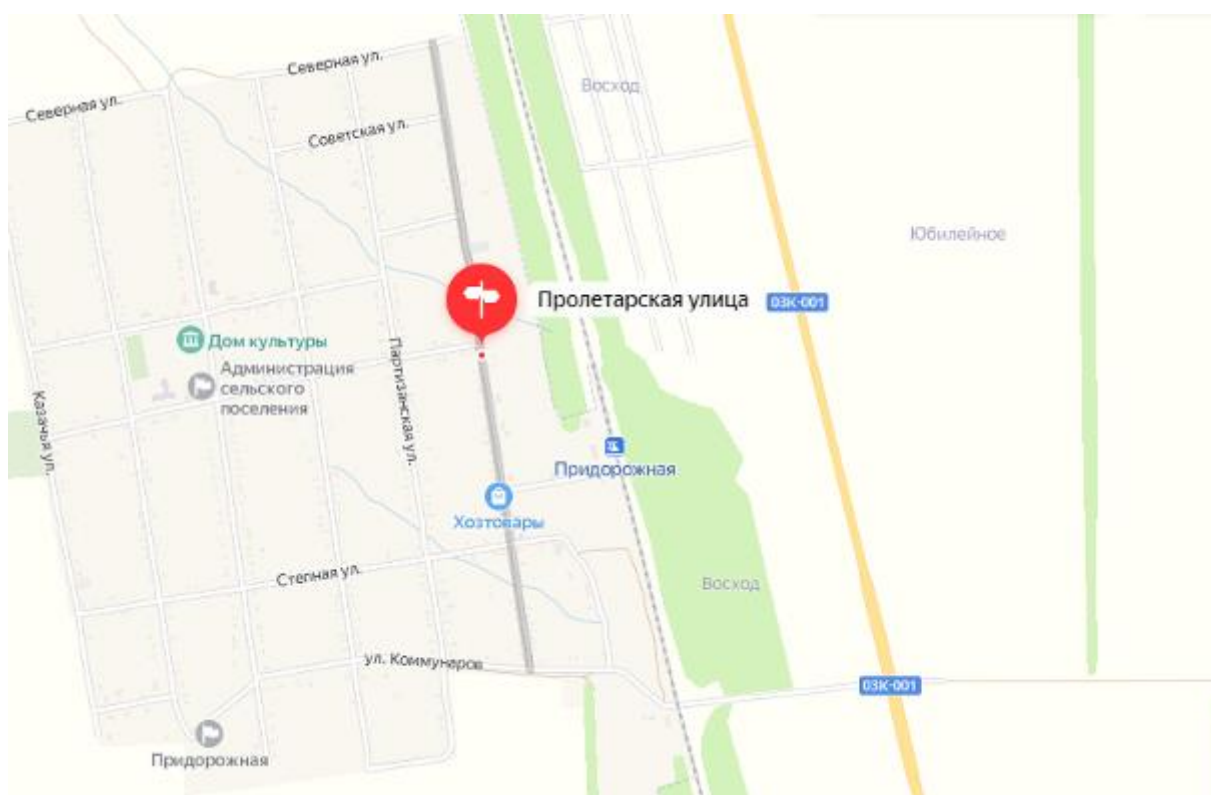 Северная ул.
Восход
Северная ул.
Советская ул.
Юбилейное
Пролетарская улица
03К-001
Дом культуры
Администрация
сельского
поселения
Партизанская ул.
Казачья ул.
Придорожная
Хозтовары
Степная ул.
Восход
ул. Коммунаров
03К-001
Придорожная